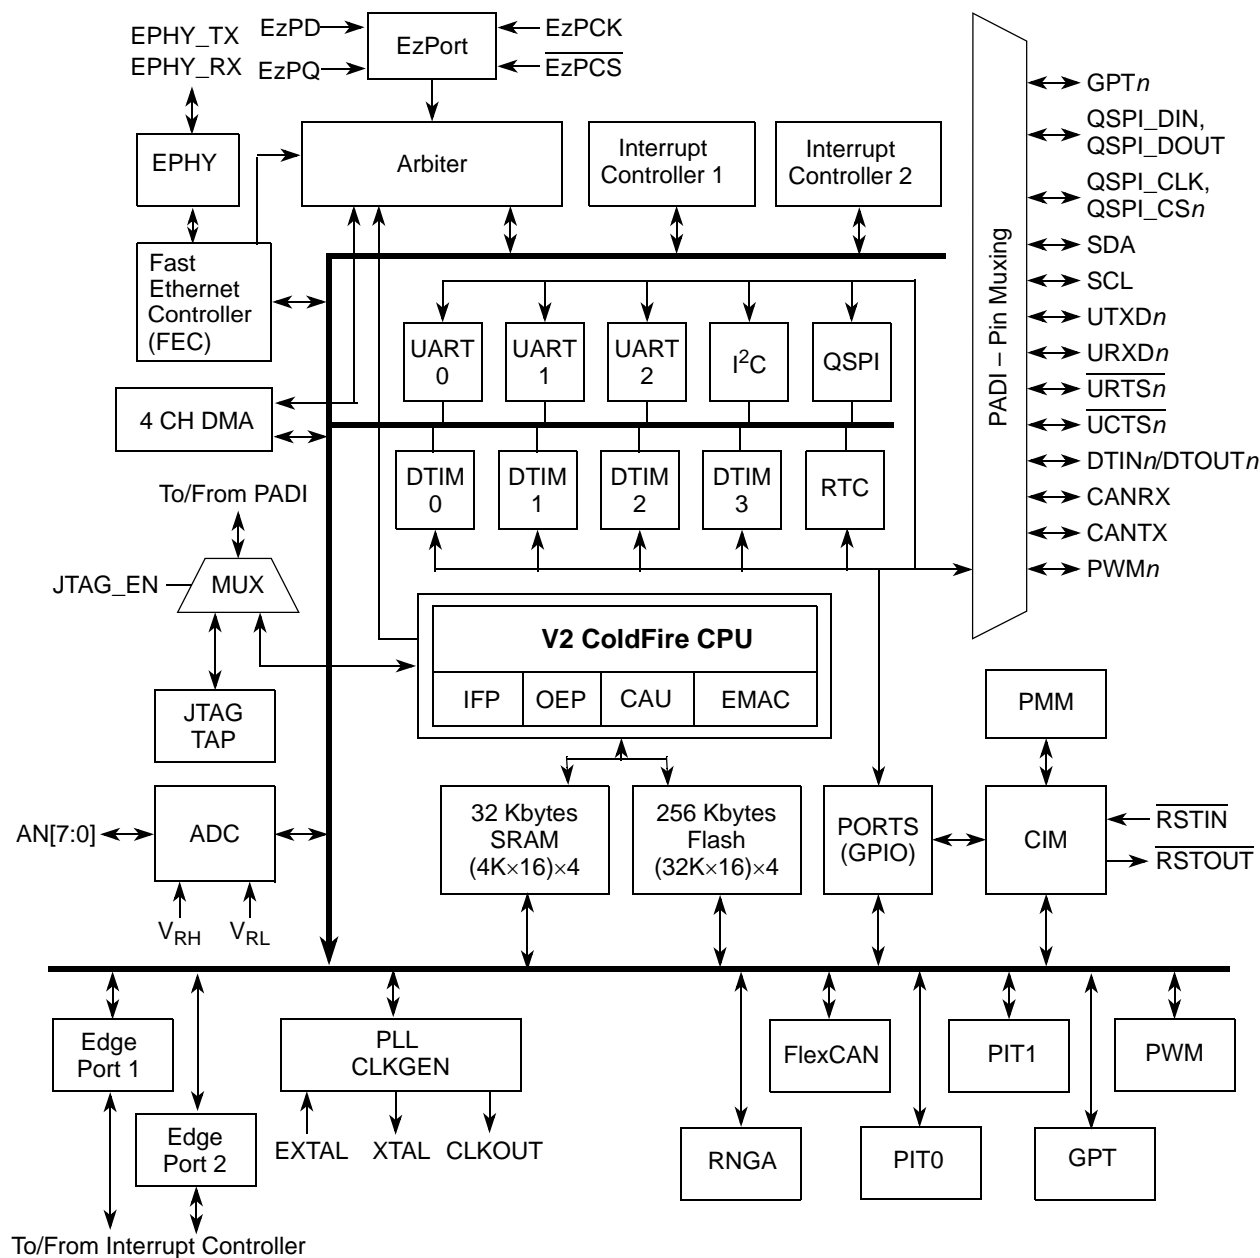 EPHY_TX
EPHY_RX
EzPD
EzPQ
EzPort
EzPCK
EzPCS
EPHY
Arbiter
Interrupt
Controller 1
Interrupt
Controller 2
Fast
Ethernet
Controller
(FEC)
UART
0
UART
1
UART
2
I²C
QSPI
4 CH DMA
DTIM
0
DTIM
1
DTIM
2
DTIM
3
RTC
PADI – Pin Muxing
GPTn
QSPI_DIN,
QSPI_DOUT
QSPI_CLK,
QSPI_CSn
SDA
SCL
UTXDn
URXDn
URTSn
UCTSn
DTINn/DTOUTn
CANRX
CANTX
PWMn
To/From PADI
JTAG_EN
MUX
JTAG
TAP
V2 ColdFire CPU
IFP
OEP
CAU
EMAC
PMM
AN[7:0]
ADC
VRH
VRL
32 Kbytes
SRAM
(4K×16)×4
256 Kbytes
Flash
(32K×16)×4
PORTS
(GPIO)
CIM
RSTIN
RSTOUT
Edge
Port 1
Edge
Port 2
PLL
CLKGEN
EXTAL
XTAL
CLKOUT
RNGA
FlexCAN
PIT0
PIT1
GPT
PWM
To/From Interrupt Controller